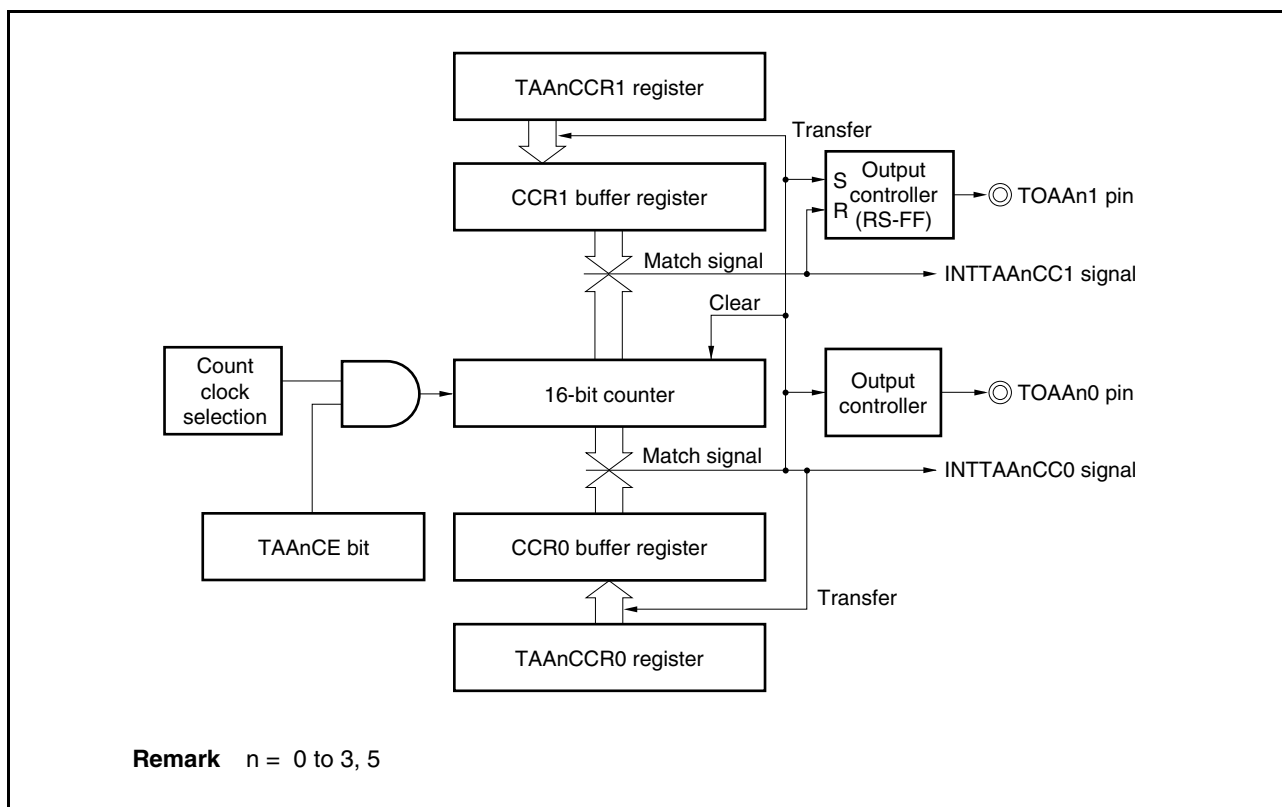 TAAnCCR1 register
Transfer
CCR1 buffer register
S
R
Output
controller
(RS-FF)
TOAAn1 pin
Match signal
INTTAAnCC1 signal
Clear
Count
clock
selection
16-bit counter
Output
controller
TOAAn0 pin
Match signal
INTTAAnCC0 signal
TAAnCE bit
CCR0 buffer register
Transfer
TAAnCCR0 register
Remark n = 0 to 3, 5